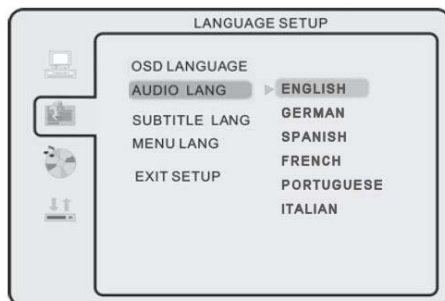 LANGUAGE SETUP
OSD LANGUAGE
AUDIO LANG
SUBTITLE LANG
MENU LANG
EXIT SETUP
ENGLISH
GERMAN
SPANISH
FRENCH
PORTUGUESE
ITALIAN